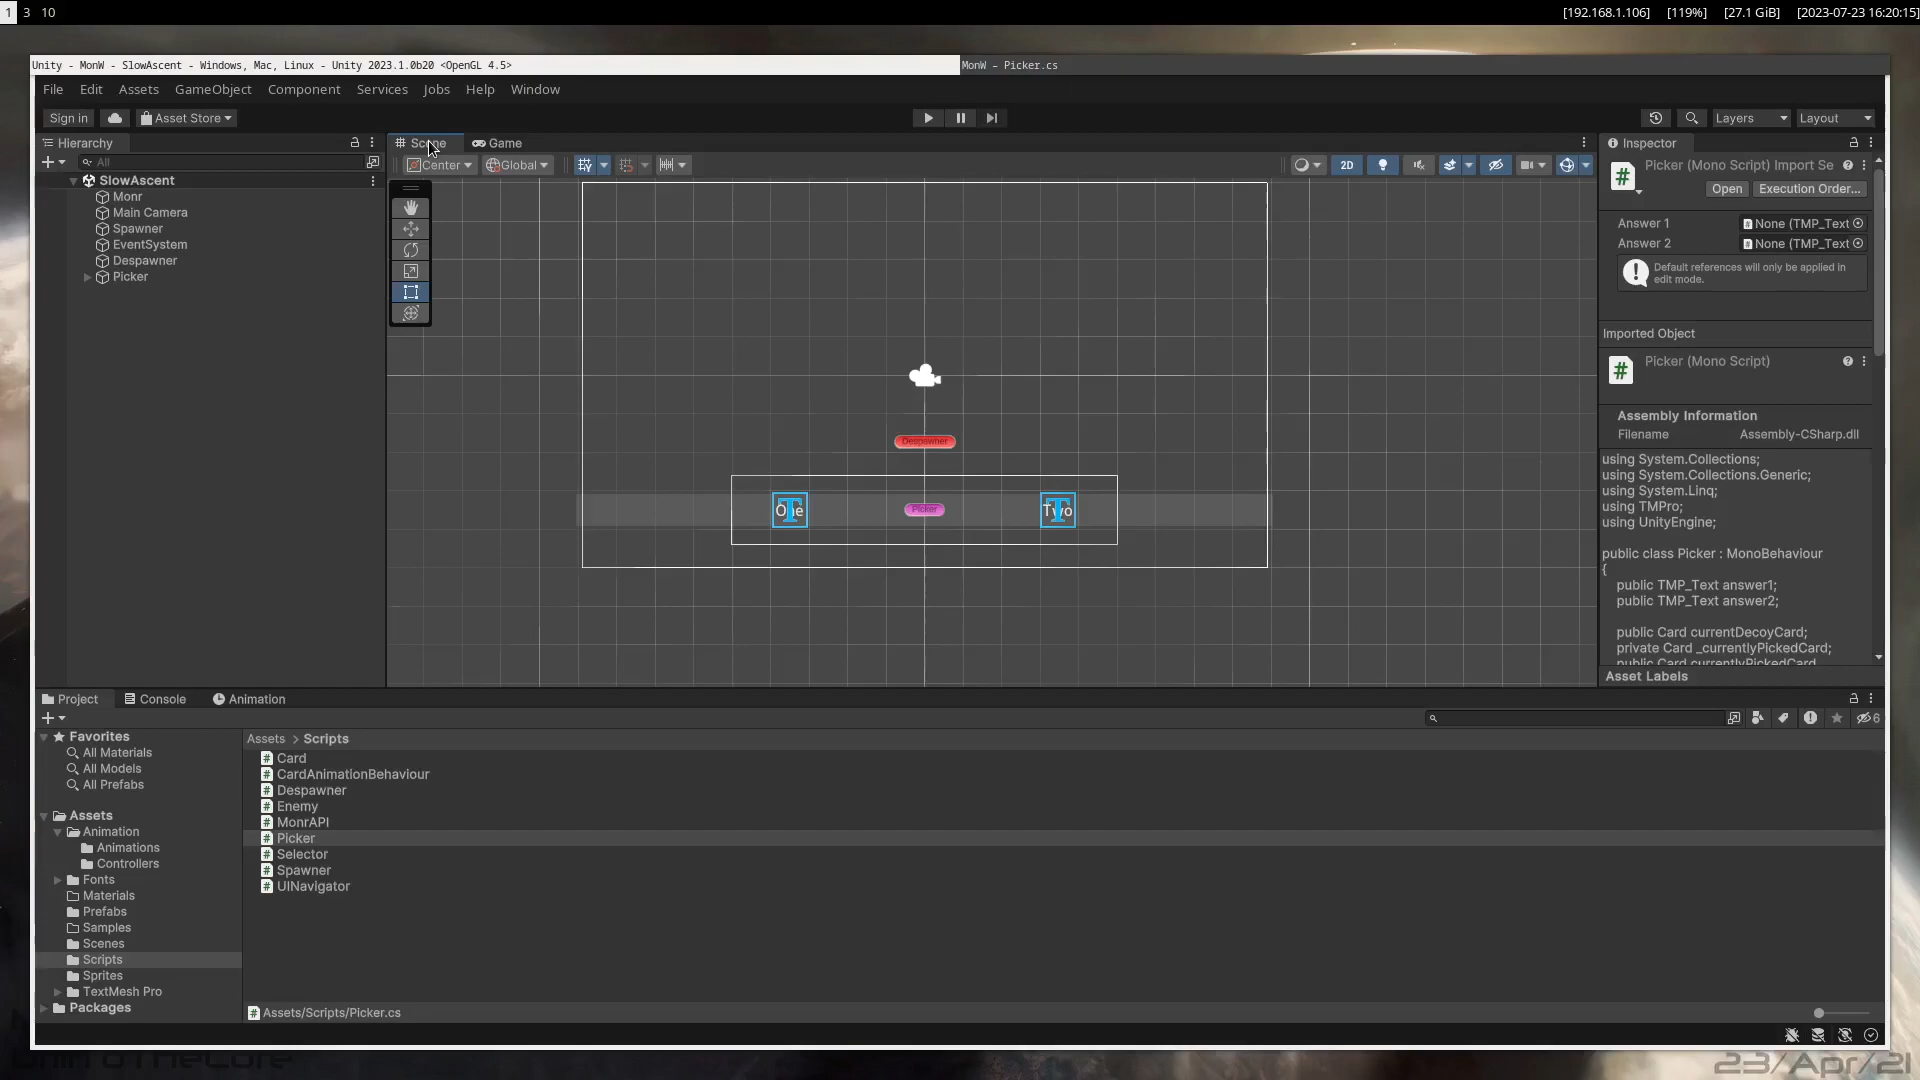 1 3 10
[192.168.1.106] [119%] [27.1 GiB] [2023-07-23 16:20:15]
Unity - MonW - SlowAscent - Windows, Mac, Linux - Unity 2023.1.0b20 <OpenGL 4.5>
MonW – Picker.cs
File Edit Assets GameObject Component Services Jobs Help Window
Sign in Asset Store Layers Layout
Hierarchy
All
SlowAscent
Monr
Main Camera
Spawner
EventSystem
Despawner
Picker
Scene Game
Center Global 2D
Despawner
One Picker Two
Inspector
Picker (Mono Script) Import Se
Open Execution Order...
Answer 1 None (TMP_Text
Answer 2 None (TMP_Text
Default references will only be applied in
edit mode.
Imported Object
Picker (Mono Script)
Assembly Information
Filename Assembly-CSharp.dll
using System.Collections;
using System.Collections.Generic;
using System.Linq;
using TMPro;
using UnityEngine;
public class Picker : MonoBehaviour
{
public TMP_Text answer1;
public TMP_Text answer2;
public Card currentDecoyCard;
private Card _currentlyPickedCard;
public Card currentlyPickedCard
Asset Labels
Project Console Animation
6
Favorites
All Materials
All Models
All Prefabs
Assets
Animation
Animations
Controllers
Fonts
Materials
Prefabs
Samples
Scenes
Scripts
Sprites
TextMesh Pro
Packages
Assets > Scripts
Card
CardAnimationBehaviour
Despawner
Enemy
MonrAPI
Picker
Selector
Spawner
UINavigator
Assets/Scripts/Picker.cs
23/Apr/21